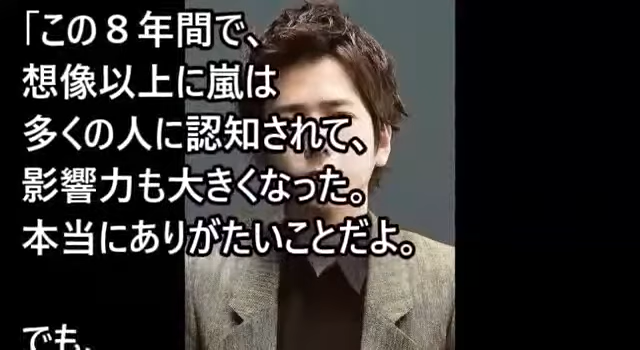 「この８年間で、
想像以上に嵐は
多くの人に認知されて、
影響力も大きくなった。
本当にありがたいことだよ。
でも、